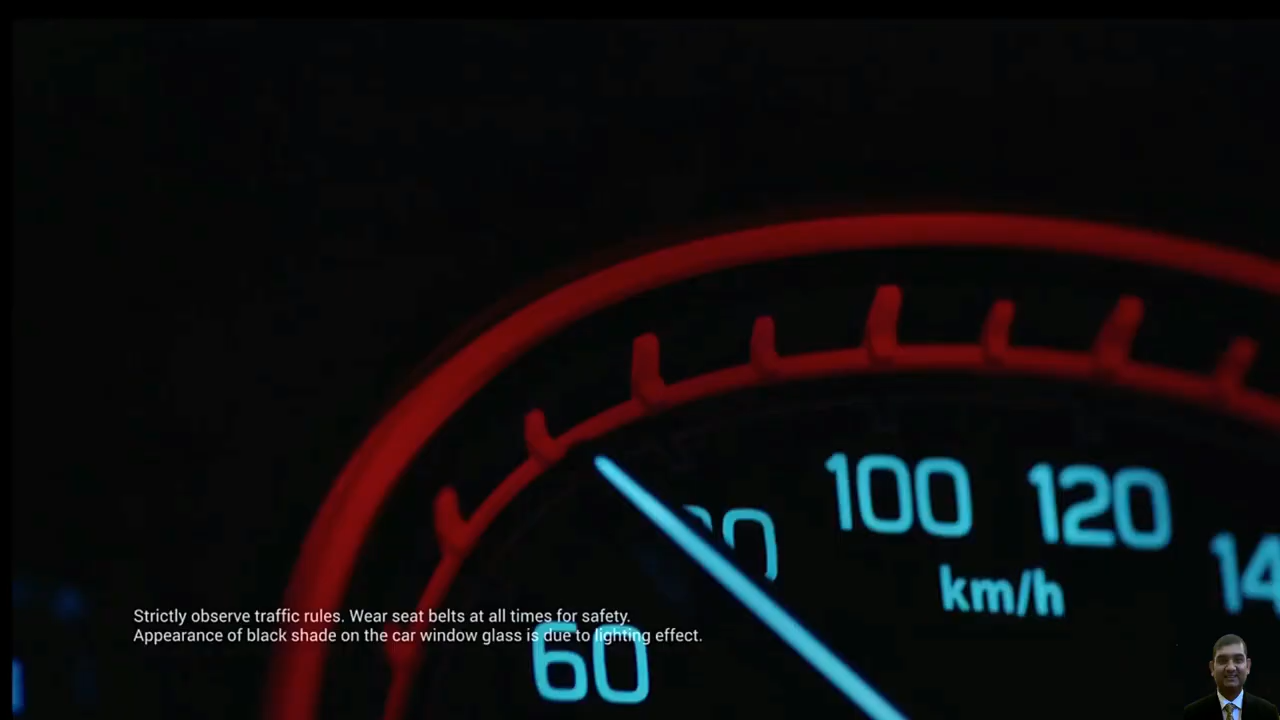 100
120
14
km/h
Strictly observe traffic rules. Wear seat belts at all times for safety.
Appearance of black shade on the car window glass is due to lighting effect.
60